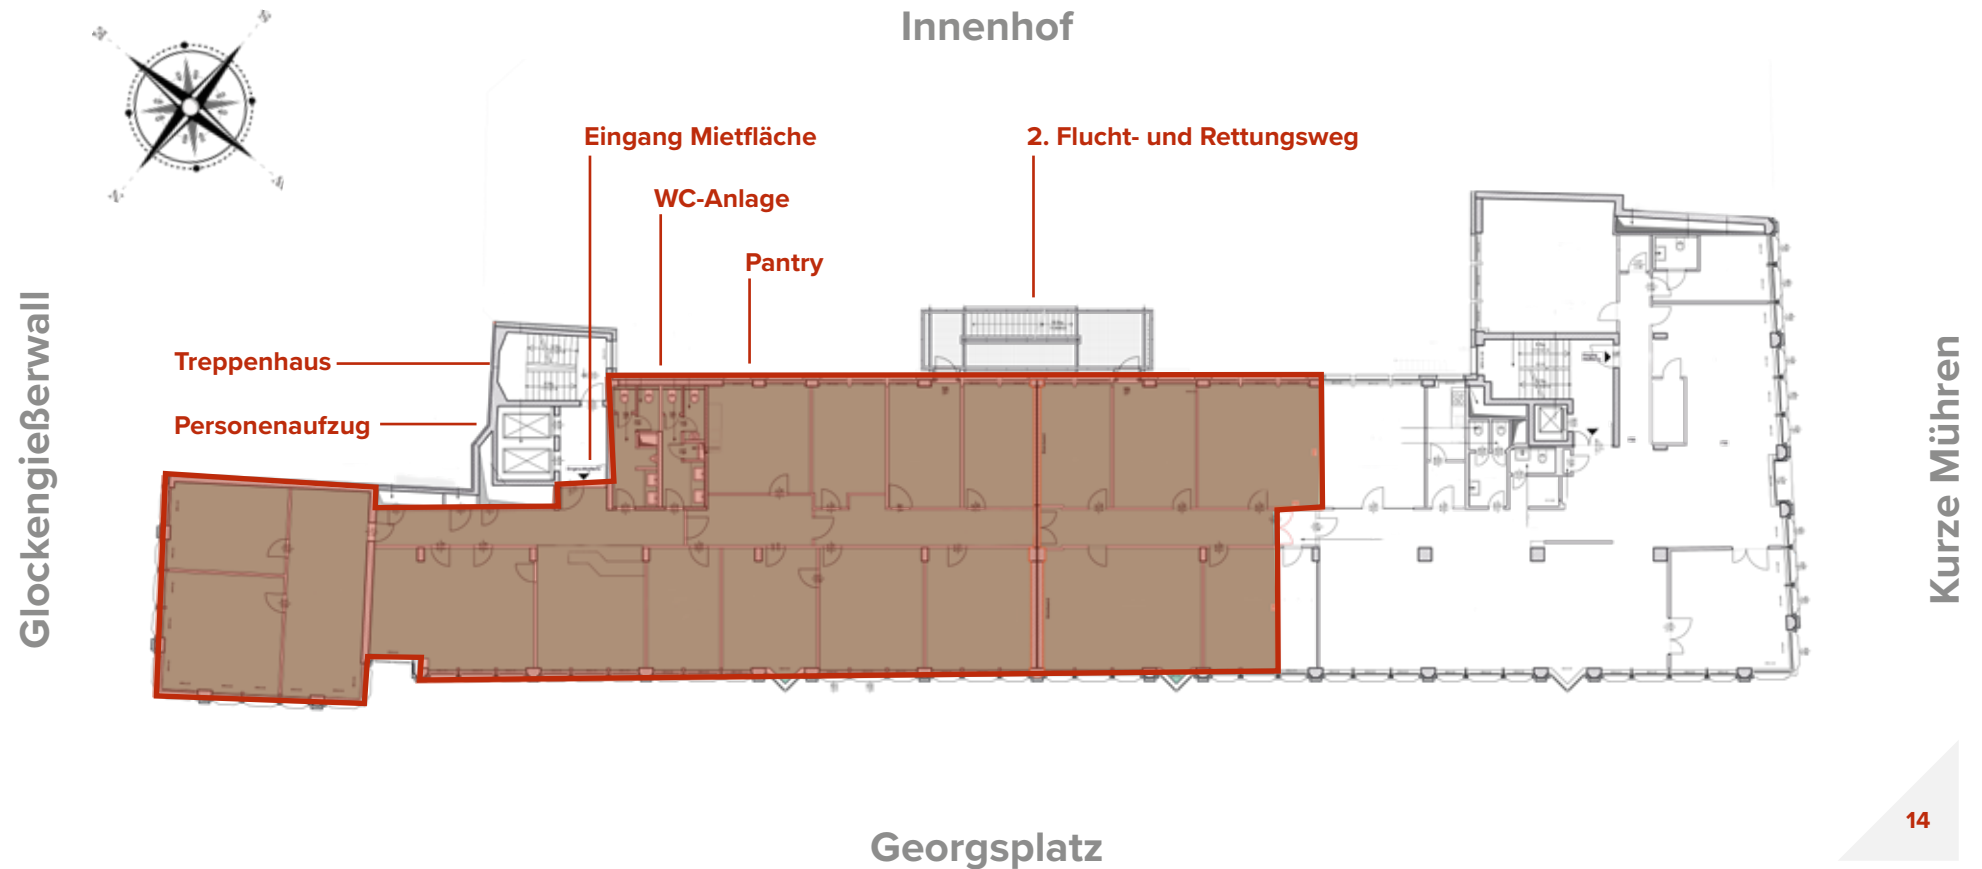 Innenhof
Eingang Mietfläche
2. Flucht- und Rettungsweg
WC-Anlage
Pantry
Treppenhaus
Personenaufzug
Glockengießerwall
Kurze Mühren
14
Georgsplatz